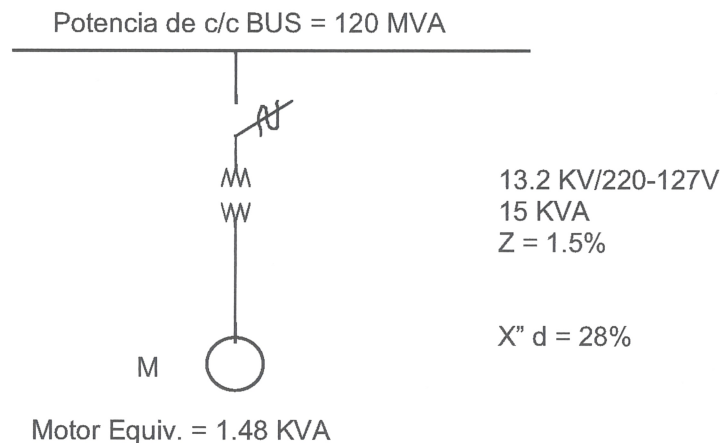 Potencia de c/c BUS = 120 MVA
13.2 KV/220-127V
15 KVA
Z = 1.5%
X" d = 28%
M
Motor Equiv. = 1.48 KVA